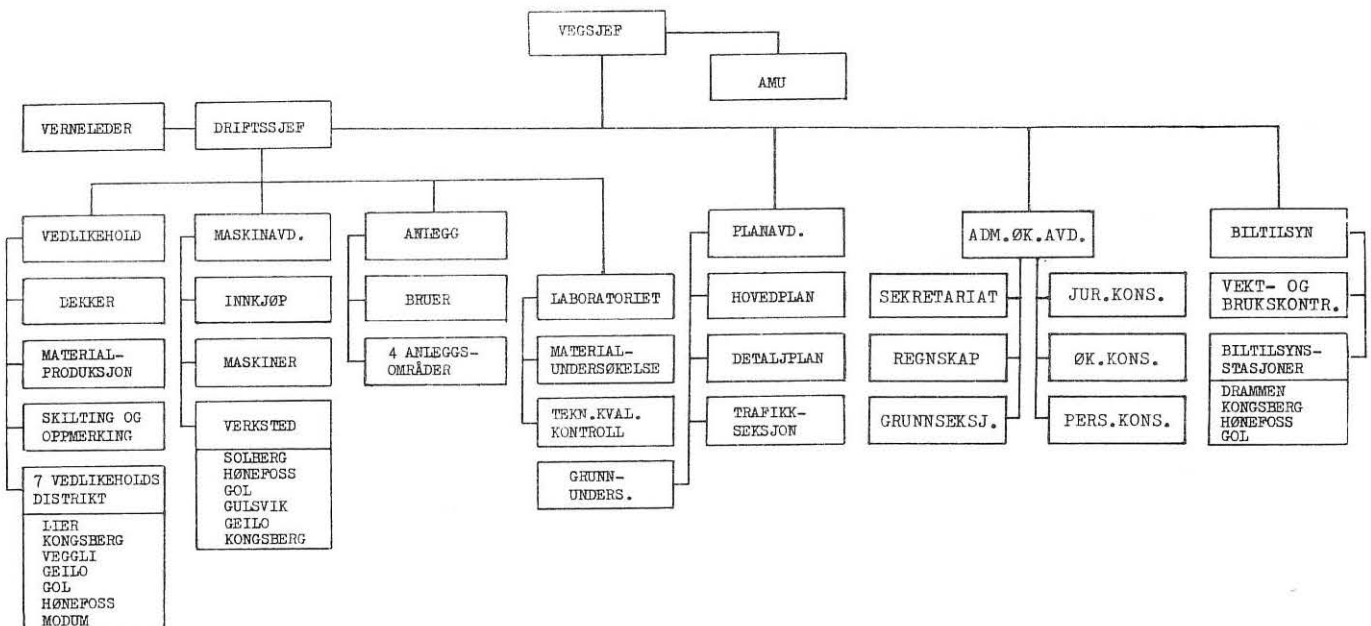 VEGSJEF
AMU
VERNELEDER
DRIFTSSJEF
VEDLIKEHOLD
DEKKER
MATERIAL-
PRODUKSJON
SKILTING OG
OPPMERKING
7 VEDLIKEHOLDS
DISTRIKT
LIER
KONGSBERG
VEGGLI
GEILO
GOL
HØNEFOSS
MODUM
MASKINAVD.
INNKJØP
MASKINER
VERKSTED
SOLBERG
HØNEFOSS
GOL
GULSVIK
GEILO
KONGSBERG
ANLEGG
BRUER
4 ANLEGGS-
OMRÅDER
LABORATORIET
MATERIAL-
UNDERSØKELSE
TEKN.KVAL.
KONTROLL
PLANAVD.
HOVEDPLAN
DETALJPLAN
TRAFIKK-
SEKSJON
GRUNN-
UNDERS.
ADM.ØK.AVD.
SEKRETARIAT
REGNSKAP
GRUNNSEKSJ.
JUR.KONS.
ØK.KONS.
PERS.KONS.
BILTILSYN
VEKT- OG
BRUKSKONTR.
BILTILSYNS-
STASJONER
DRAMMEN
KONGSBERG
HØNEFOSS
GOL